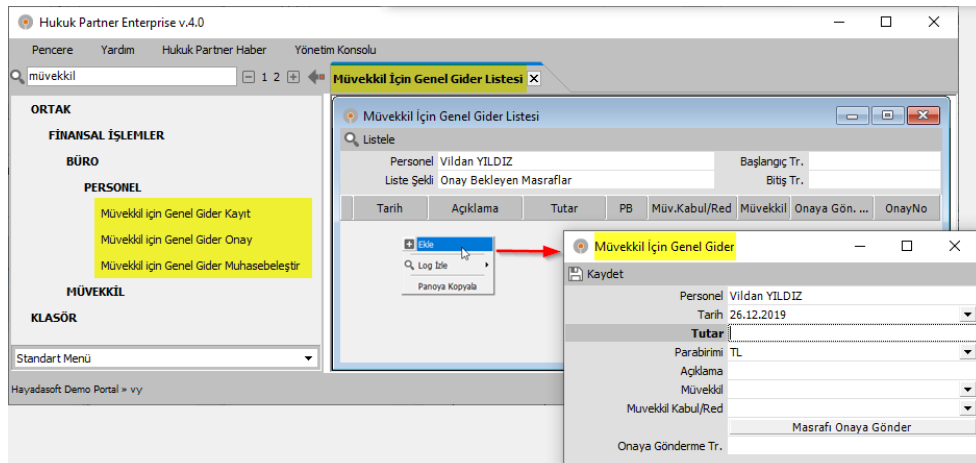 Hukuk Partner Enterprise v.4.0
Pencere Yardım Hukuk Partner Haber Yönetim Konsolu
müvekkil 1 2
Müvekkil İçin Genel Gider Listesi
ORTAK
FİNANSAL İŞLEMLER
BÜRO
PERSONEL
Müvekkil için Genel Gider Kayıt
Müvekkil için Genel Gider Onay
Müvekkil için Genel Gider Muhasebeleştir
MÜVEKKİL
KLASÖR
Standart Menü
Hayadasoft Demo Portal » vy
Müvekkil İçin Genel Gider Listesi
Listele
Personel Vildan YILDIZ Başlangıç Tr.
Liste Şekli Onay Bekleyen Masraflar Bitiş Tr.
Tarih Açıklama Tutar PB Müv.Kabul/Red Müvekkil Onaya Gön. ... OnayNo
Ekle
Log İzle
Panoya Kopyala
Müvekkil İçin Genel Gider
Kaydet
Personel Vildan YILDIZ
Tarih 26.12.2019
Tutar
Parabirimi TL
Açıklama
Müvekkil
Muvekkil Kabul/Red
Masrafı Onaya Gönder
Onaya Gönderme Tr.